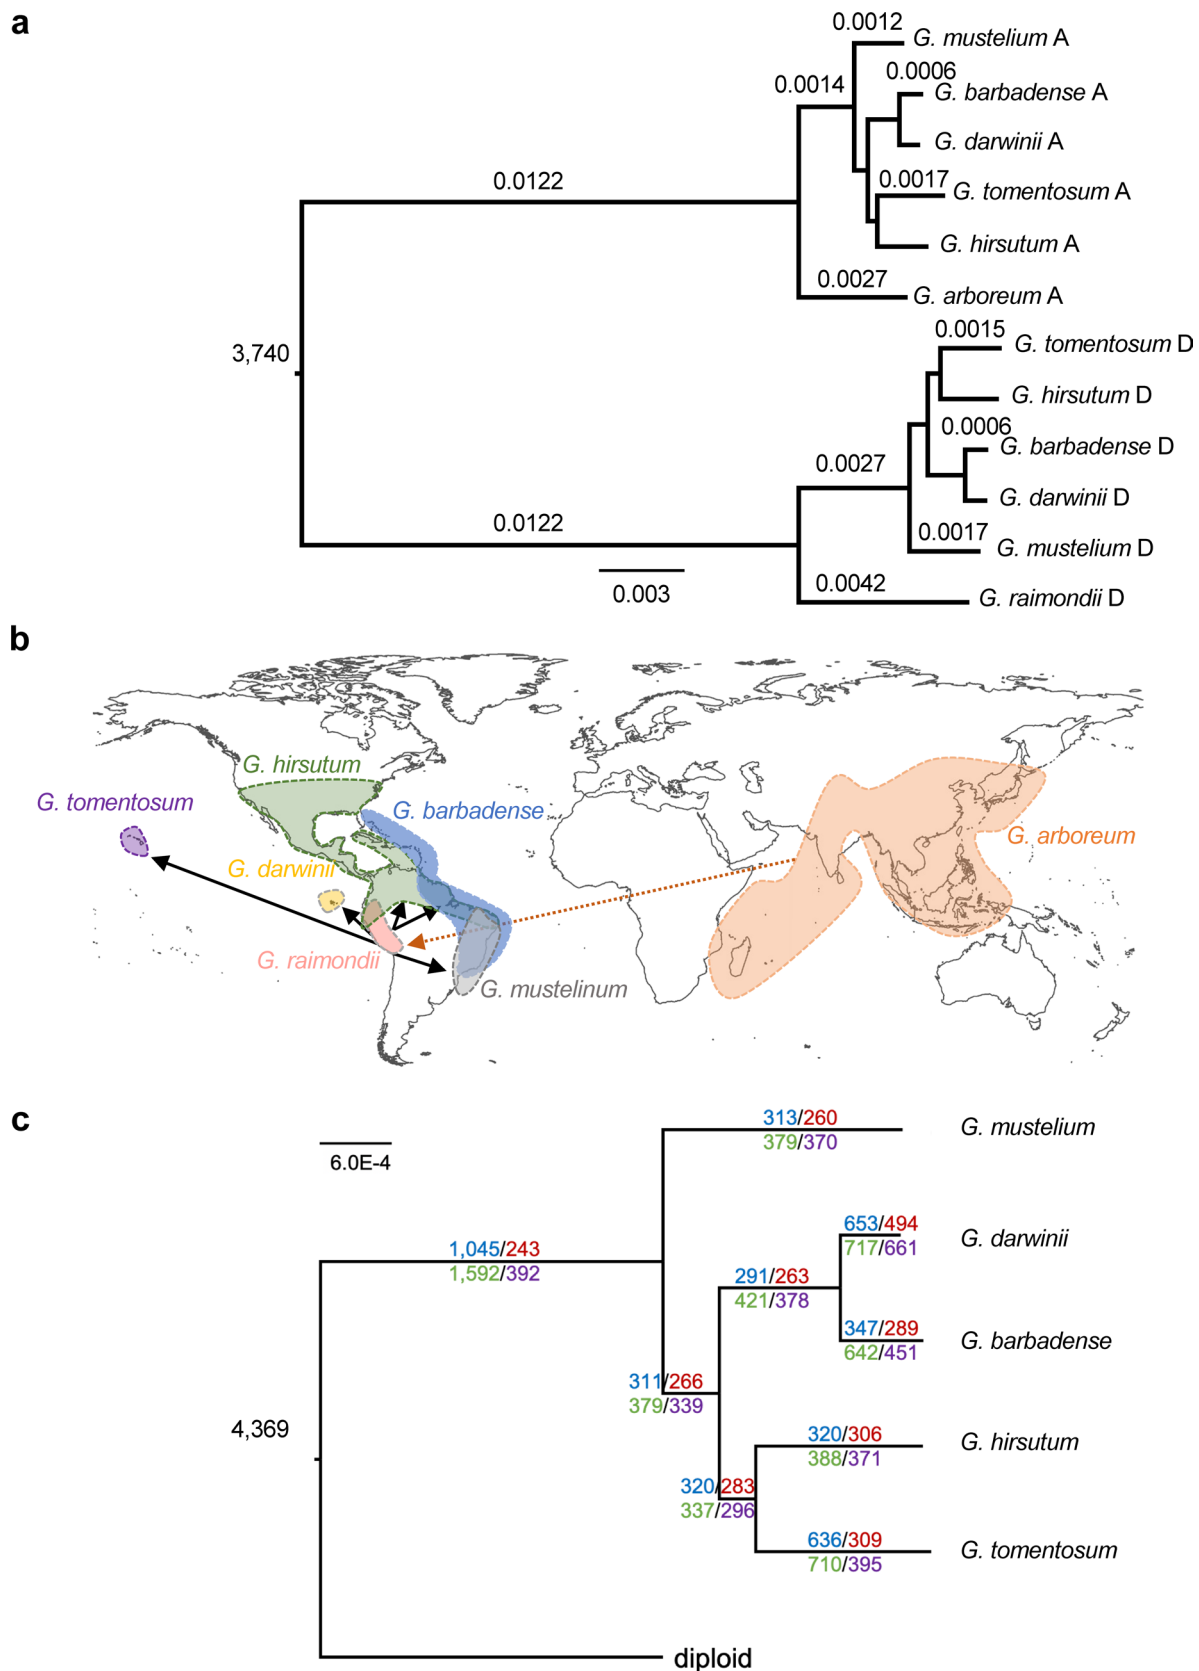 a
0.0012
G. mustelium A
0.0006
0.0014
G. barbadense A
G. darwinii A
0.0017
0.0122
G. tomentosum A
G. hirsutum A
0.0027
G. arboreum A
0.0015
G. tomentosum D
3,740
G. hirsutum D
0.0006
G. barbadense D
0.0027
G. darwinii D
0.0122
0.0017
G. mustelium D
0.003
0.0042
G. raimondii D
b
G. hirsutum
G. tomentosum
G. barbadense
G. arboreum
G. darwinii
G. raimondii
G. mustelinum
c
6.0E-4
313/260
379/370
G. mustelium
653/494
717/661
G. darwinii
1,045/243
1,592/392
291/263
421/378
347/289
642/451
G. barbadense
311/266
379/339
4,369
320/306
388/371
G. hirsutum
320/283
337/296
636/309
710/395
G. tomentosum
diploid